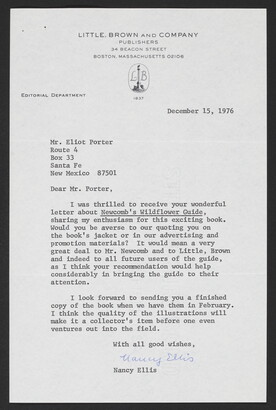 LITTLE, BROWN AND COMPANY
PUBLISHERS
34 BEACON STREET
BOSTON, MASSACHUSETTS 02106
LB
1837
EDITORIAL DEPARTMENT
December 15, 1976
Mr. Eliot Porter
Route 4
Box 33
Santa Fe
New Mexico 87501
Dear Mr. Porter,
I was thrilled to receive your wonderful
letter about Newcomb's Wildflower Guide,
sharing my enthusiasm for this exciting book.
Would you be averse to our quoting you on
the book's jacket or in our advertising and
promotion materials? It would mean a very
great deal to Mr. Newcomb and to Little, Brown
and indeed to all future users of the guide,
as I think your recommendation would help
considerably in bringing the guide to their
attention.
I look forward to sending you a finished
copy of the book when we have them in February.
I think the quality of the illustrations will
make it a collector's item before one even
ventures out into the field.
With all good wishes,
Nancy Ellis
Nancy Ellis